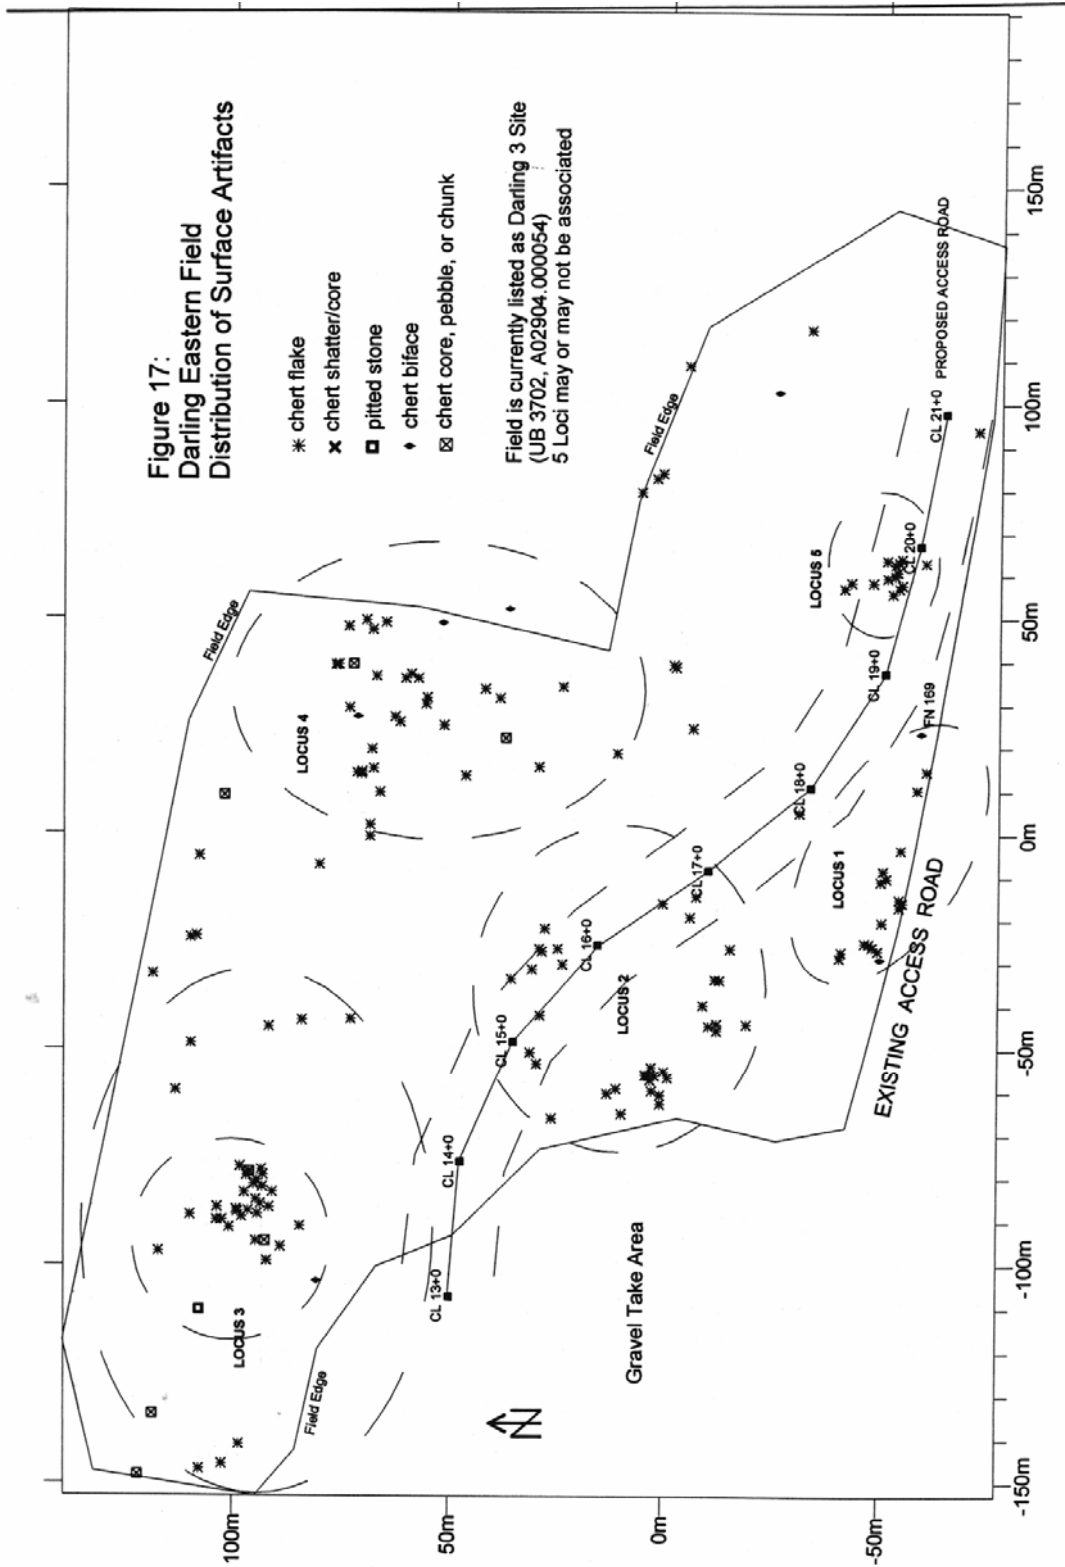 Figure 17:
Darling Eastern Field
Distribution of Surface Artifacts
chert flake
chert shatter/core
pitted stone
chert biface
chert core, pebble, or chunk
Field is currently listed as Darling 3 Site
(UB 3702, A02904.000054)
5 Loci may or may not be associated
Field Edge
Field Edge
Field Edge
LOCUS 3
LOCUS 4
LOCUS 2
LOCUS 1
LOCUS 5
CL 13+0
CL 14+0
CL 15+0
CL 16+0
CL 17+0
CL 18+0
CL 19+0
CL 20+0
CL 21+0
PROPOSED ACCESS ROAD
FN 169
EXISTING ACCESS ROAD
Gravel Take Area
N
100m
50m
0m
-50m
-150m
-100m
-50m
0m
50m
100m
150m